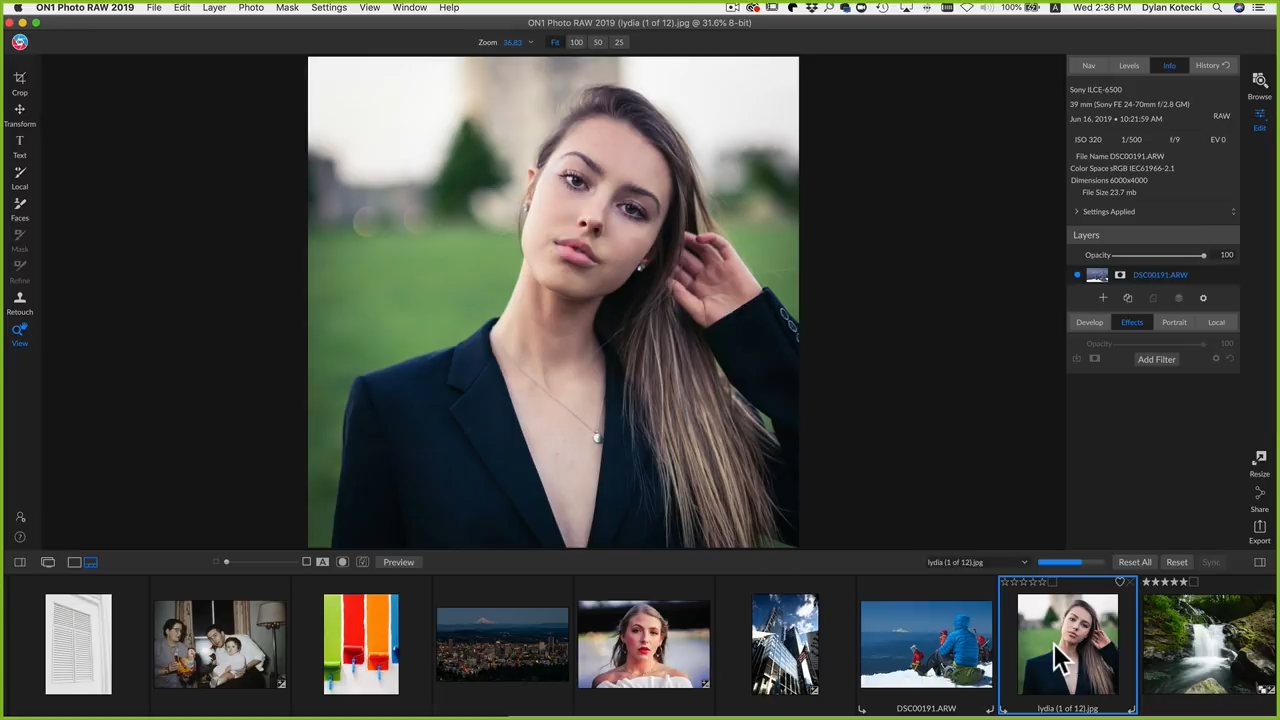 ON1 Photo RAW 2019 File Edit Layer Photo Mask Settings View Window Help 100% Wed 2:36 PM Dylan Kotecki
ON1 Photo RAW 2019 (lydia (1 of 12).jpg @ 31.6% 8-bit)
Zoom 36.83 Fit 100 50 25
Crop
Transform
Text
Local
Faces
Mask
Refine
Retouch
View
Nav Levels Info History
Sony ILCE-6500
39 mm (Sony FE 24-70mm f/2.8 GM)
Jun 16, 2019 • 10:21:59 AM RAW
ISO 320 1/500 f/9 EV 0
File Name DSC00191.ARW
Color Space sRGB IEC61966-2.1
Dimensions 6000x4000
File Size 23.7 mb
Settings Applied
Layers
Opacity 100
DSC00191.ARW
Develop Effects Portrait Local
Opacity 100
Add Filter
Browse
Edit
Resize
Share
Export
A Preview lydia (1 of 12).jpg Reset All Reset Sync
DSC00191.ARW lydia (1 of 12).jpg